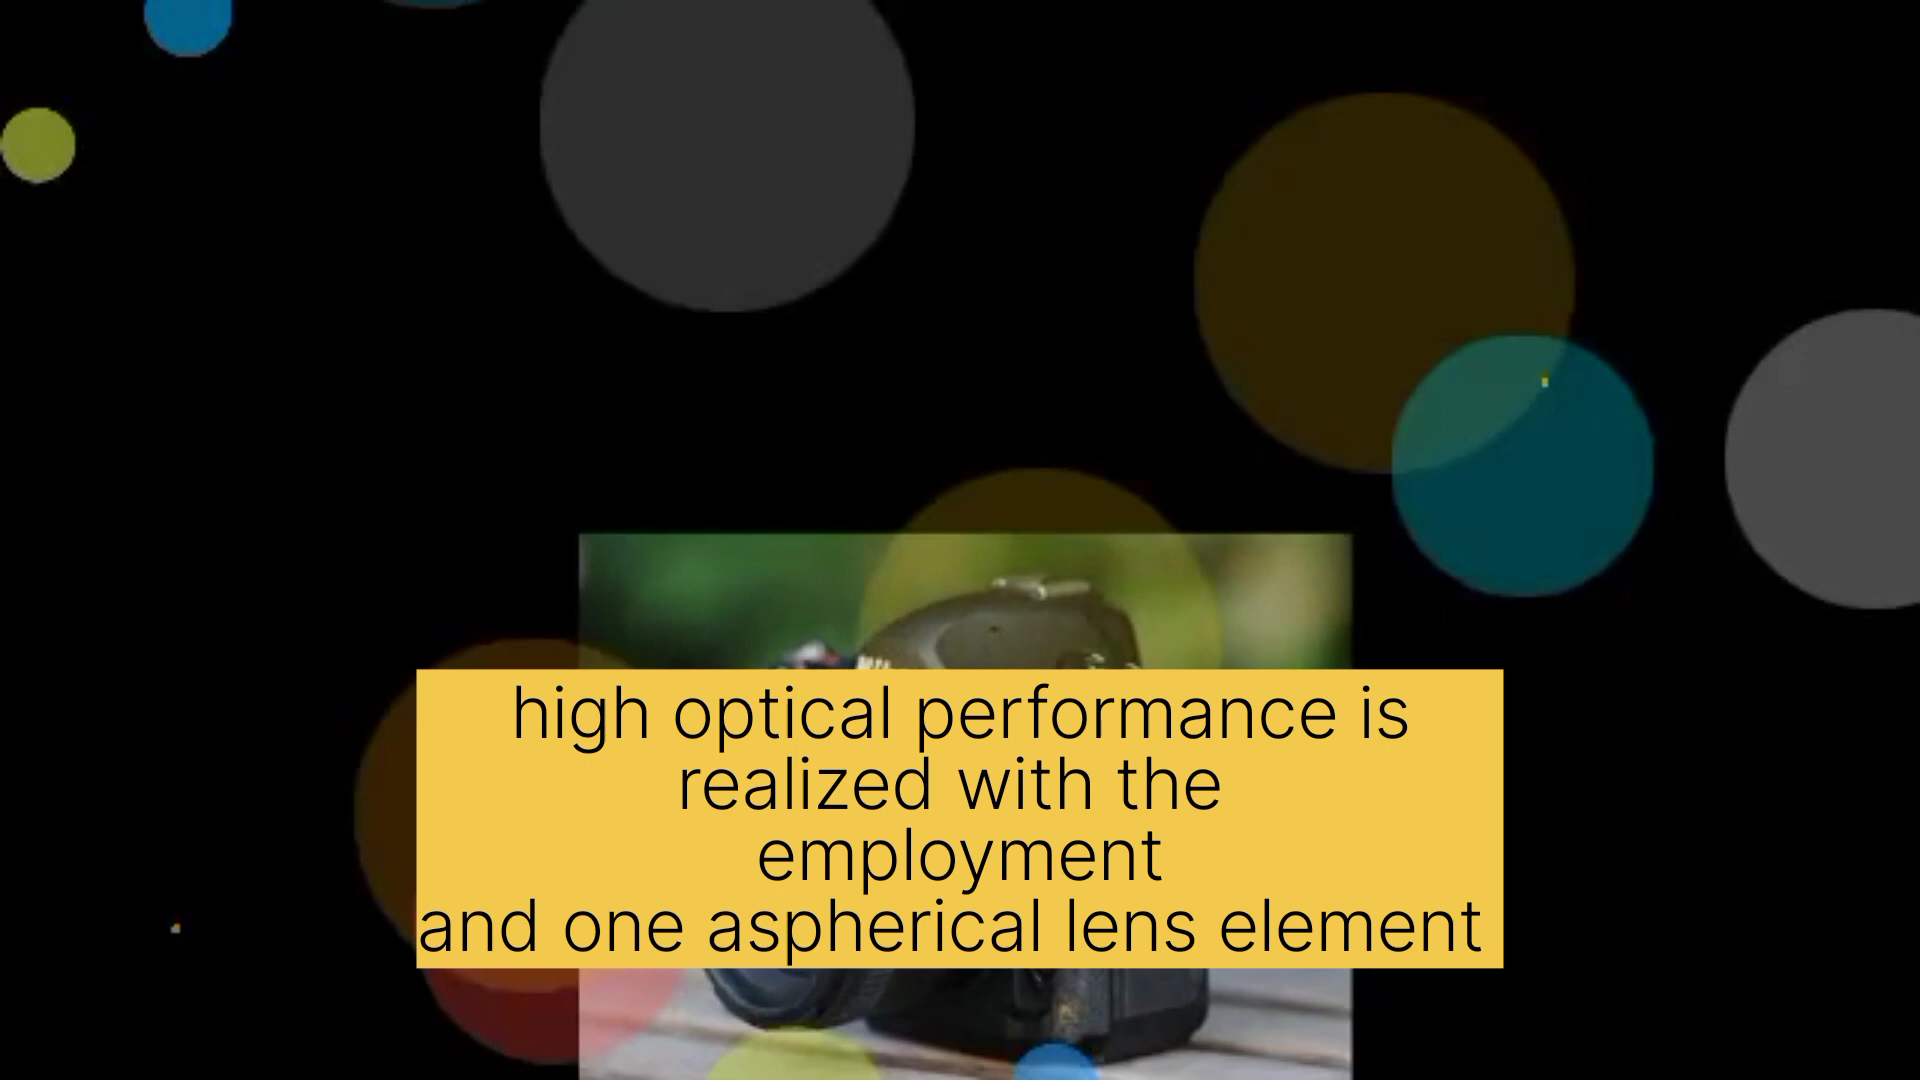 high optical performance is
realized with the
employment
and one aspherical lens element